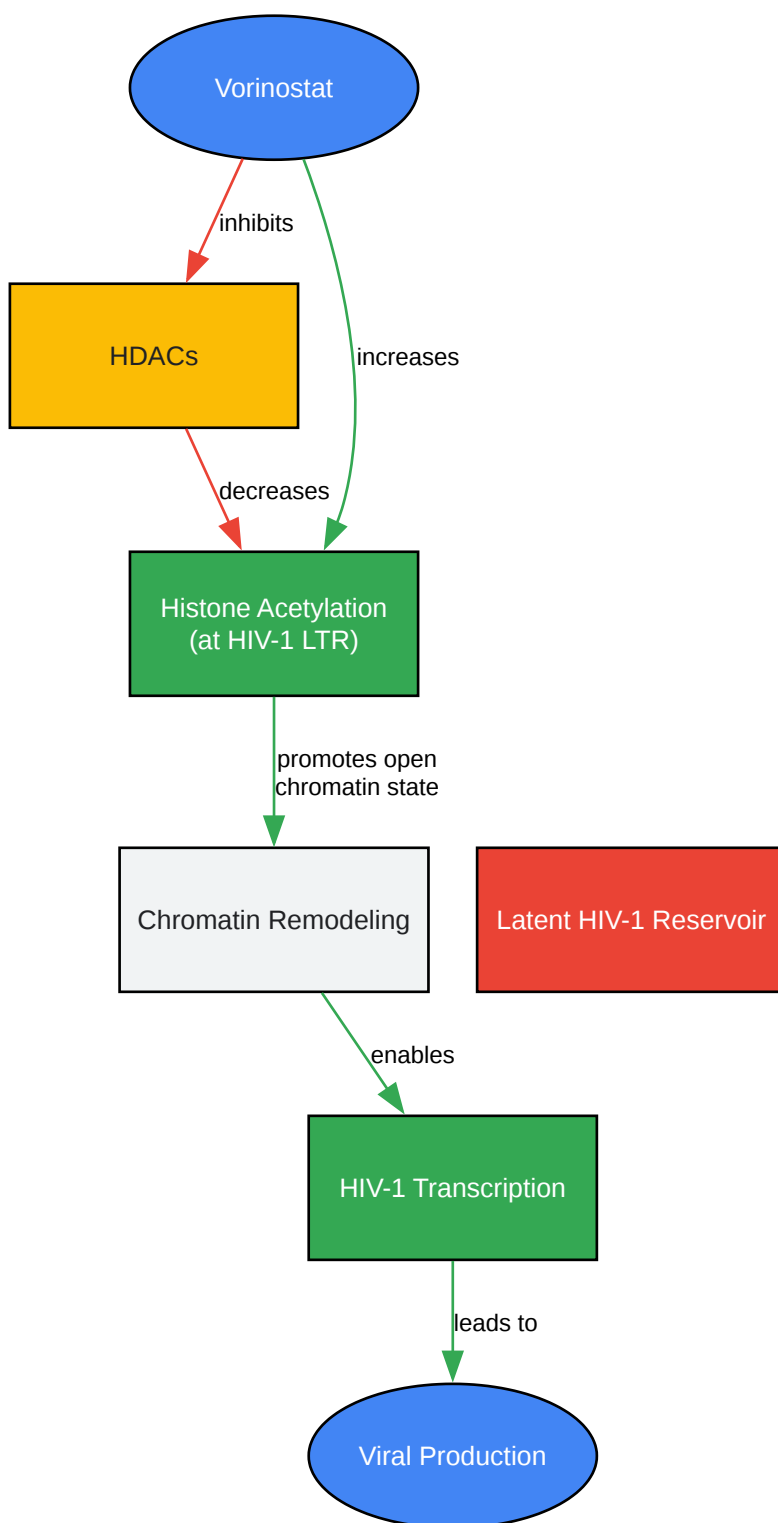 Vorinostat
inhibits
HDACs
increases
decreases
Histone Acetylation
(at HIV-1 LTR)
promotes open
chromatin state
Chromatin Remodeling
Latent HIV-1 Reservoir
enables
HIV-1 Transcription
leads to
Viral Production